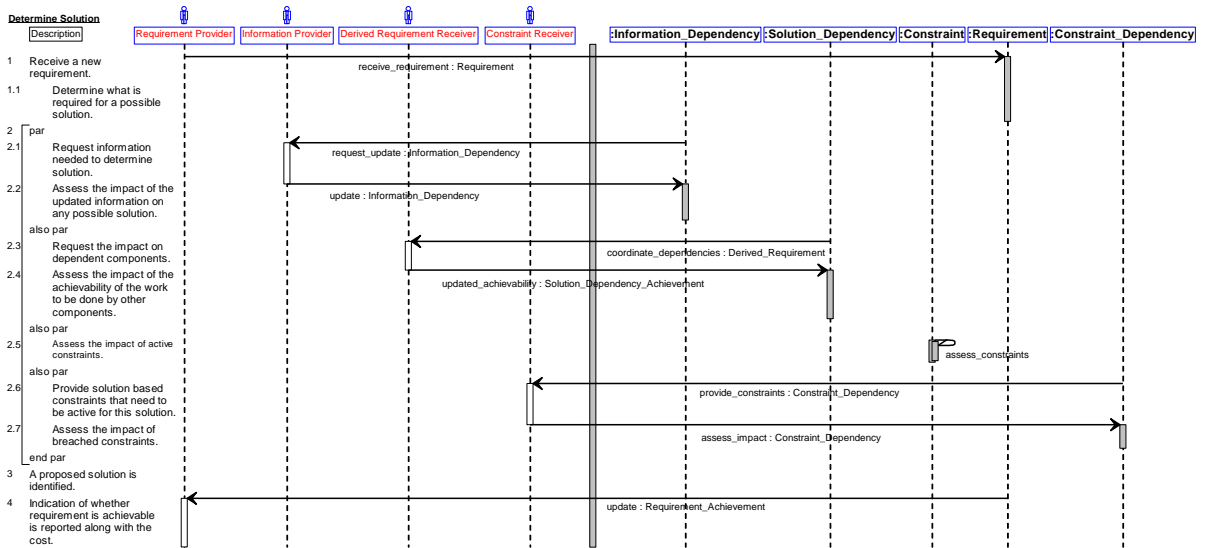 Determine Solution
Description
Requirement Provider
Information Provider
Derived Requirement Receiver
Constraint Receiver
:Information_Dependency
:Solution_Dependency
:Constraint
:Requirement
:Constraint_Dependency
1 Receive a new
requirement.
receive_requirement : Requirement
1.1 Determine what is
required for a possible
solution.
2 par
2.1 Request information
needed to determine
solution.
request_update : Information_Dependency
2.2 Assess the impact of the
updated information on
any possible solution.
update : Information_Dependency
also par
2.3 Request the impact on
dependent components.
coordinate_dependencies : Derived_Requirement
2.4 Assess the impact of the
achievability of the work
to be done by other
components.
updated_achievability : Solution_Dependency_Achievement
also par
2.5 Assess the impact of active
constraints.
assess_constraints
also par
2.6 Provide solution based
constraints that need to
be active for this solution.
provide_constraints : Constraint_Dependency
2.7 Assess the impact of
breached constraints.
assess_impact : Constraint_Dependency
end par
3 A proposed solution is
identified.
4 Indication of whether
requirement is achievable
is reported along with the
cost.
update : Requirement_Achievement